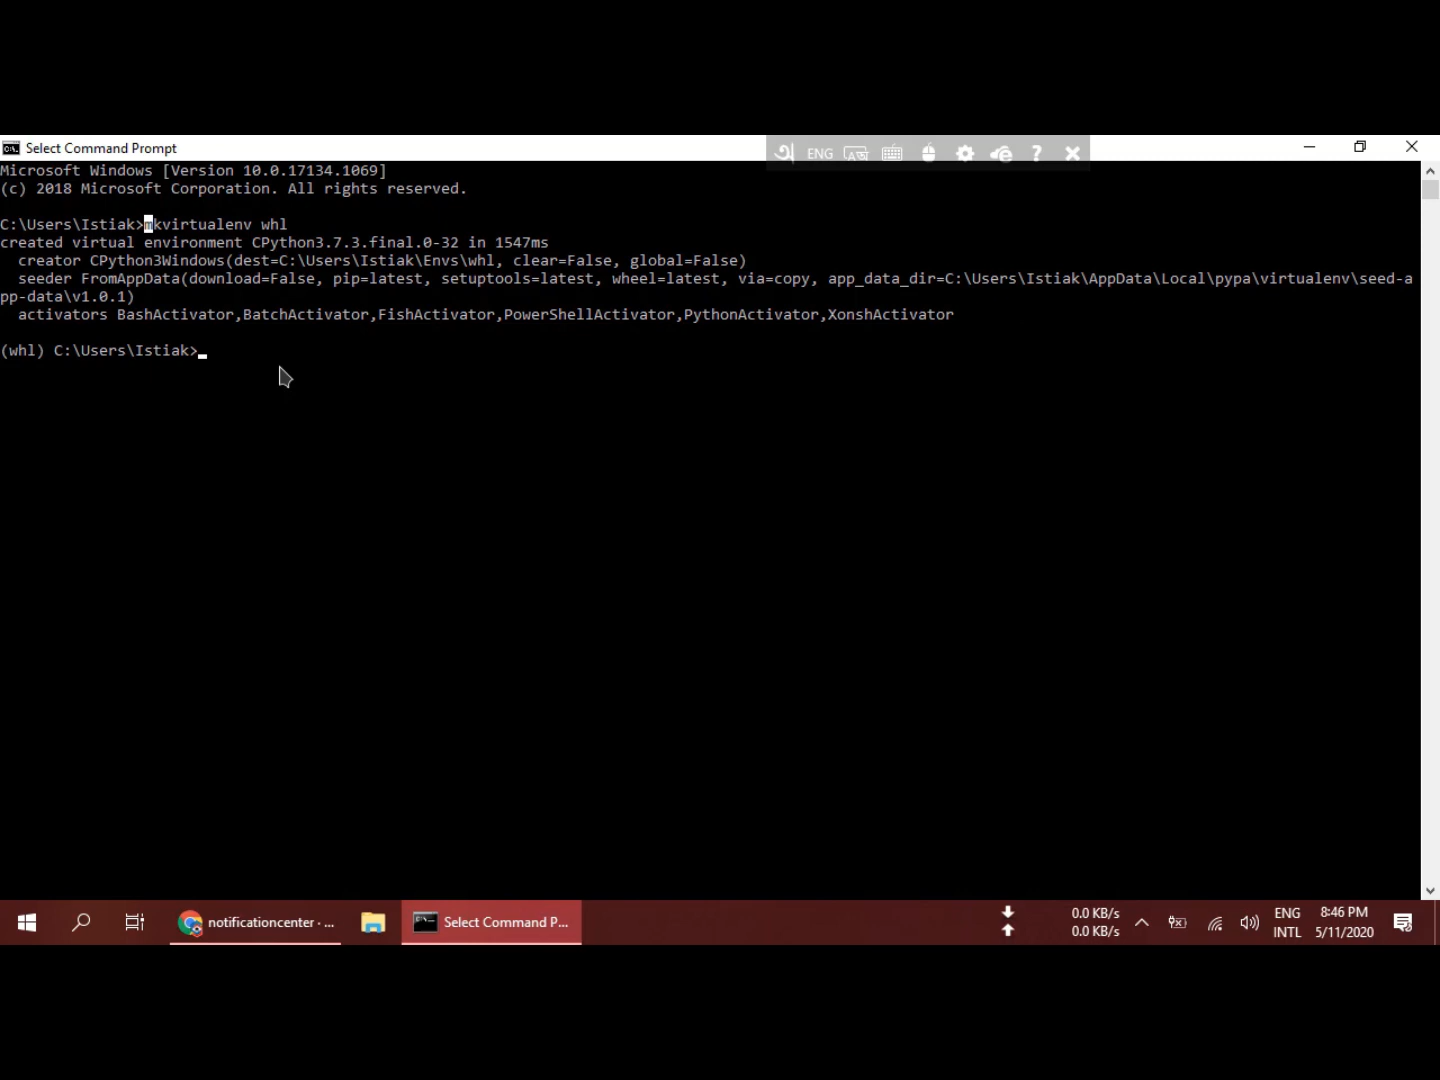 Select Command Prompt
ENG
Microsoft Windows [Version 10.0.17134.1069]
(c) 2018 Microsoft Corporation. All rights reserved.
C:\Users\Istiak>mkvirtualenv whl
created virtual environment CPython3.7.3.final.0-32 in 1547ms
creator CPython3Windows(dest=C:\Users\Istiak\Envs\whl, clear=False, global=False)
seeder FromAppData(download=False, pip=latest, setuptools=latest, wheel=latest, via=copy, app_data_dir=C:\Users\Istiak\AppData\Local\pypa\virtualenv\seed-a
pp-data\v1.0.1)
activators BashActivator,BatchActivator,FishActivator,PowerShellActivator,PythonActivator,XonshActivator
(whl) C:\Users\Istiak>
notificationcenter · ...
Select Command P...
0.0 KB/s
0.0 KB/s
ENG
INTL
8:46 PM
5/11/2020